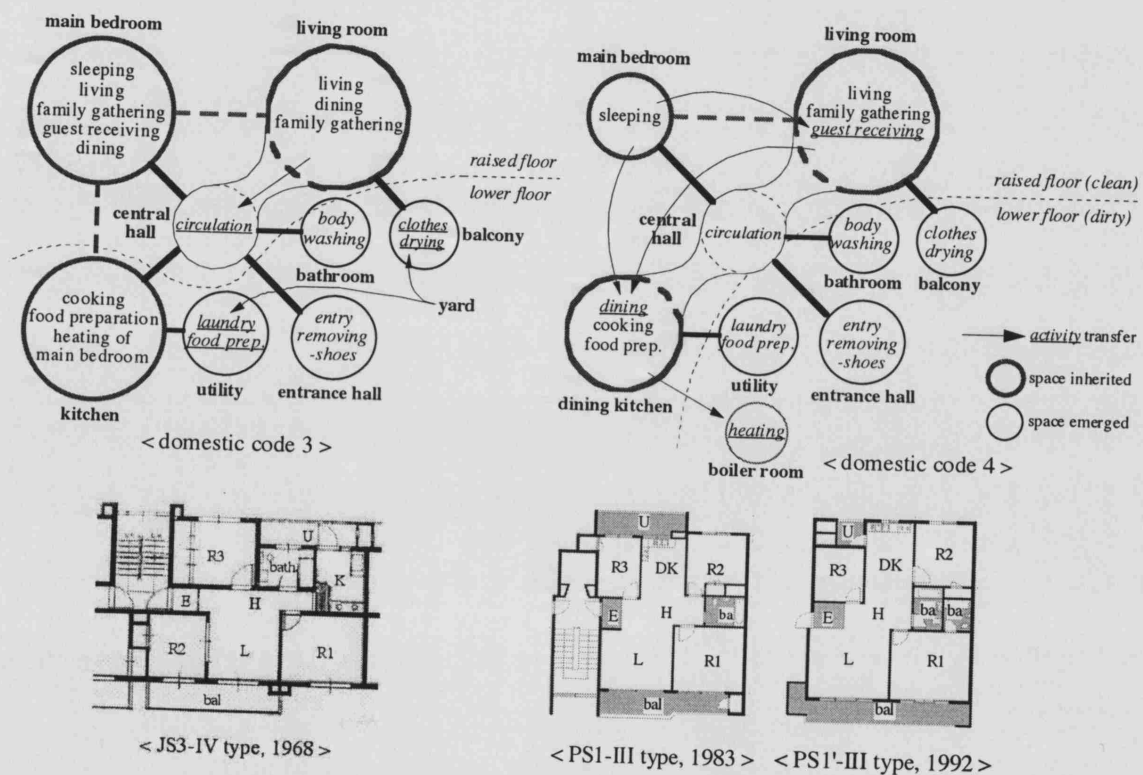 main bedroom
sleeping
living
family gathering
guest receiving
dining
living room
living
dining
family gathering
raised floor
lower floor
central
hall
circulation
body
washing
bathroom
clothes
drying
balcony
yard
cooking
food preparation
heating of
main bedroom
kitchen
laundry
food prep.
utility
entry
removing
-shoes
entrance hall
< domestic code 3 >
main bedroom
sleeping
living room
living
family gathering
guest receiving
raised floor (clean)
lower floor (dirty)
central
hall
circulation
body
washing
bathroom
clothes
drying
balcony
dining
cooking
food prep.
dining kitchen
laundry
food prep.
utility
entry
removing
-shoes
entrance hall
heating
boiler room
activity transfer
space inherited
space emerged
< domestic code 4 >
U
R3
bath
K
E
H
R2
L
R1
bal
< JS3-IV type, 1968 >
U
R3
DK
R2
E
H
ba
L
R1
bal
< PS1-III type, 1983 >
U
R3
DK
R2
E
H
ba
ba
L
R1
bal
< PS1'-III type, 1992 >